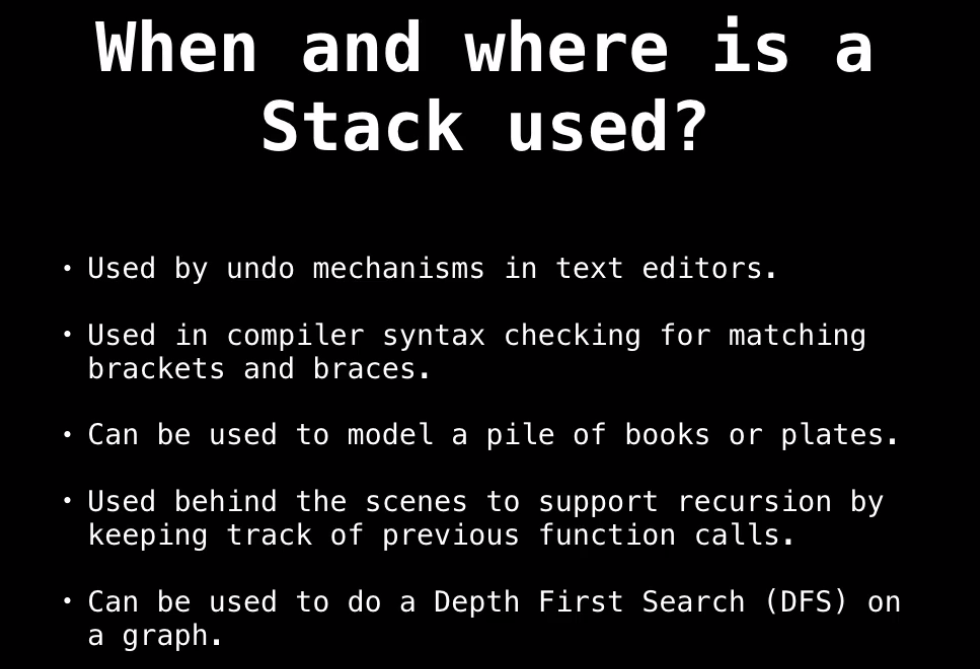 When and where is a
Stack used?
• Used by undo mechanisms in text editors.
• Used in compiler syntax checking for matching
brackets and braces.
• Can be used to model a pile of books or plates.
• Used behind the scenes to support recursion by
keeping track of previous function calls.
• Can be used to do a Depth First Search (DFS) on
a graph.